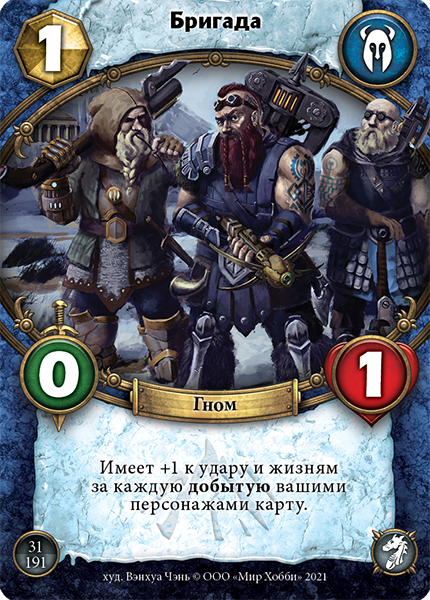 Бригада
1
0
1
Гном
Имеет +1 к удару и жизням
за каждую добытую вашими
персонажами карту.
31
191
худ. Вэнхуа Чэнь © ООО «Мир Хобби» 2021